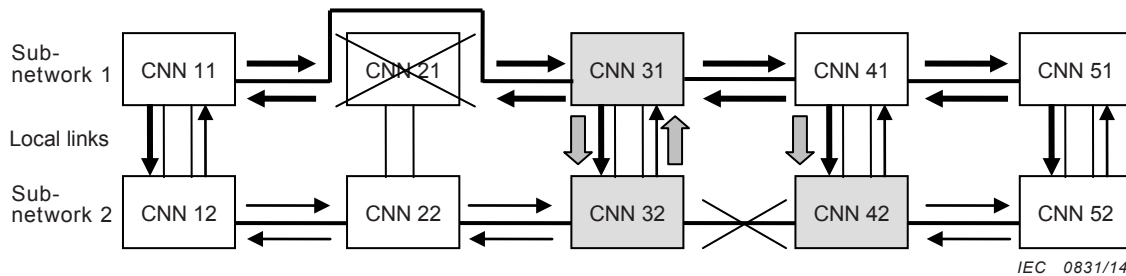 Sub-
network 1
CNN 11
CNN 21
CNN 31
CNN 41
CNN 51
Local links
Sub-
network 2
CNN 12
CNN 22
CNN 32
CNN 42
CNN 52
IEC 0831/14